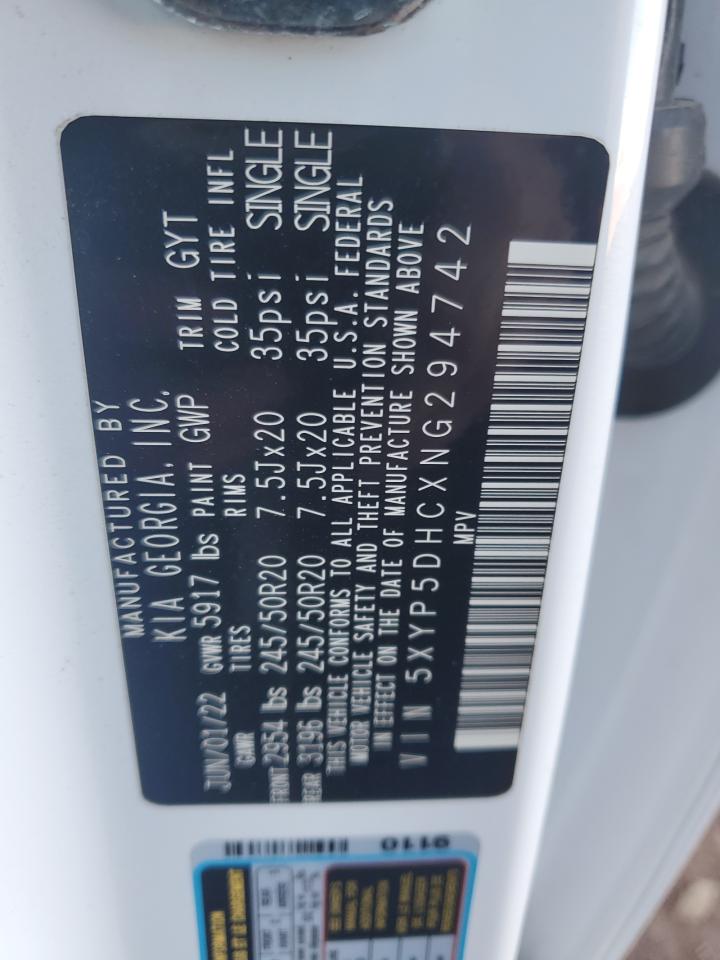 MANUFACTURED BY
KIA GEORGIA, INC.
JUN/01/22 GVWR 5917 lbs PAINT GWP TRIM GYT
GAWR TIRES RIMS COLD TIRE INFL
FRONT 2954 lbs 245/50R20 7.5Jx20 35psi SINGLE
REAR 3196 lbs 245/50R20 7.5Jx20 35psi SINGLE
THIS VEHICLE CONFORMS TO ALL APPLICABLE U.S.A. FEDERAL
MOTOR VEHICLE SAFETY AND THEFT PREVENTION STANDARDS
IN EFFECT ON THE DATE OF MANUFACTURE SHOWN ABOVE
VIN 5XYP5DHCXNG294742
MPV
9110